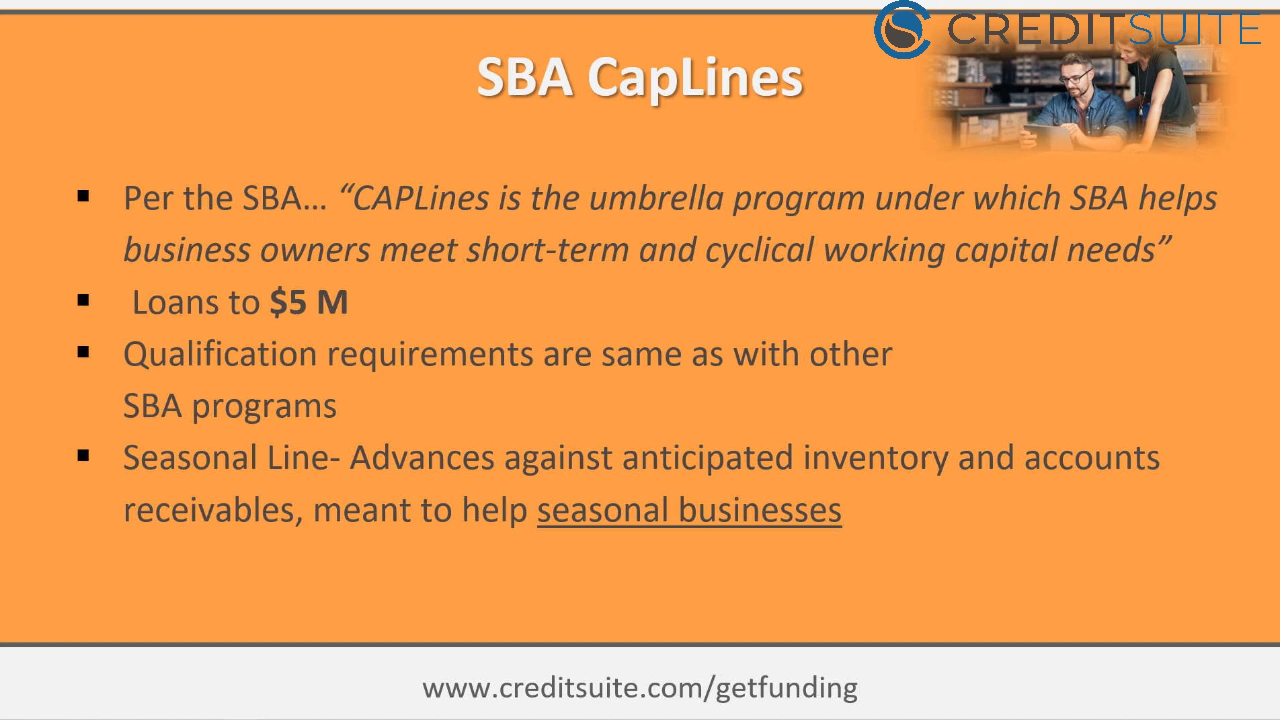 CREDITSUITE
SBA CapLines
▪ Per the SBA… “CAPLines is the umbrella program under which SBA helps
business owners meet short-term and cyclical working capital needs”
▪ Loans to $5 M
▪ Qualification requirements are same as with other
SBA programs
▪ Seasonal Line- Advances against anticipated inventory and accounts
receivables, meant to help seasonal businesses
www.creditsuite.com/getfunding